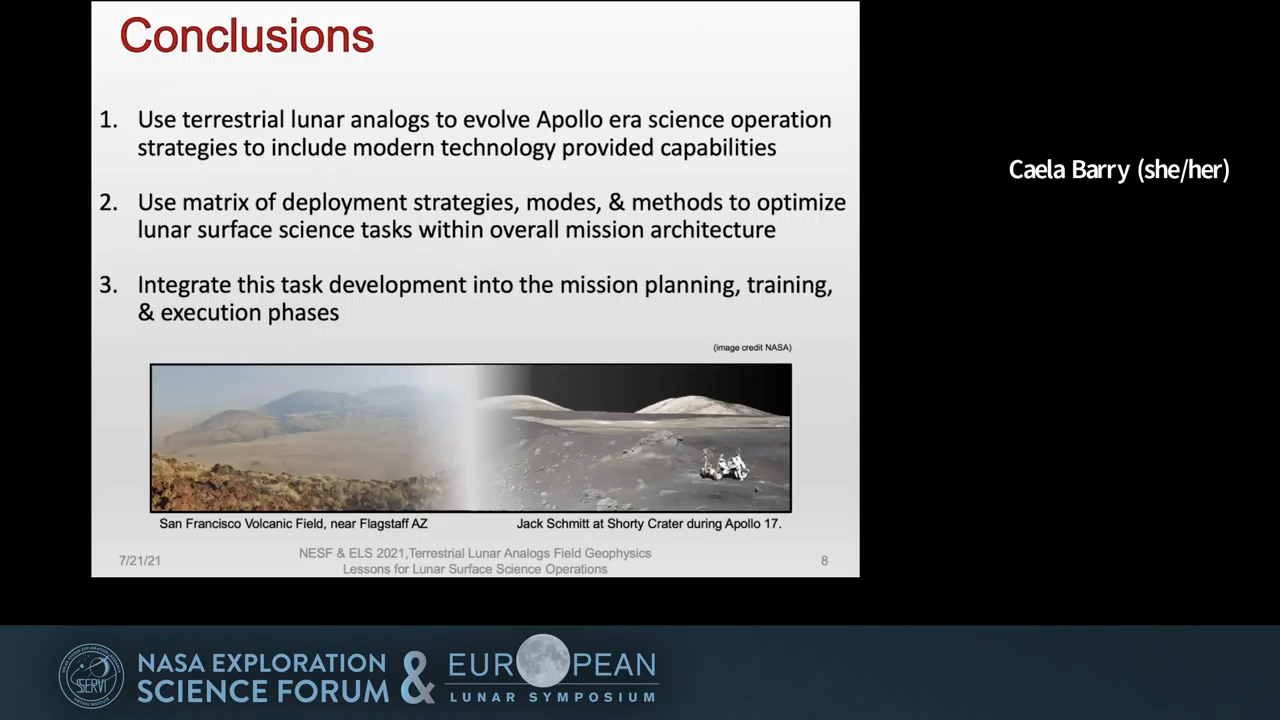 Conclusions
1. Use terrestrial lunar analogs to evolve Apollo era science operation
strategies to include modern technology provided capabilities
2. Use matrix of deployment strategies, modes, & methods to optimize
lunar surface science tasks within overall mission architecture
3. Integrate this task development into the mission planning, training,
& execution phases
(image credit NASA)
San Francisco Volcanic Field, near Flagstaff AZ
Jack Schmitt at Shorty Crater during Apollo 17.
7/21/21
NESF & ELS 2021,Terrestrial Lunar Analogs Field Geophysics
Lessons for Lunar Surface Science Operations
8
Caela Barry (she/her)
SSERVI
NASA EXPLORATION
SCIENCE FORUM
&
EUROPEAN
LUNAR SYMPOSIUM